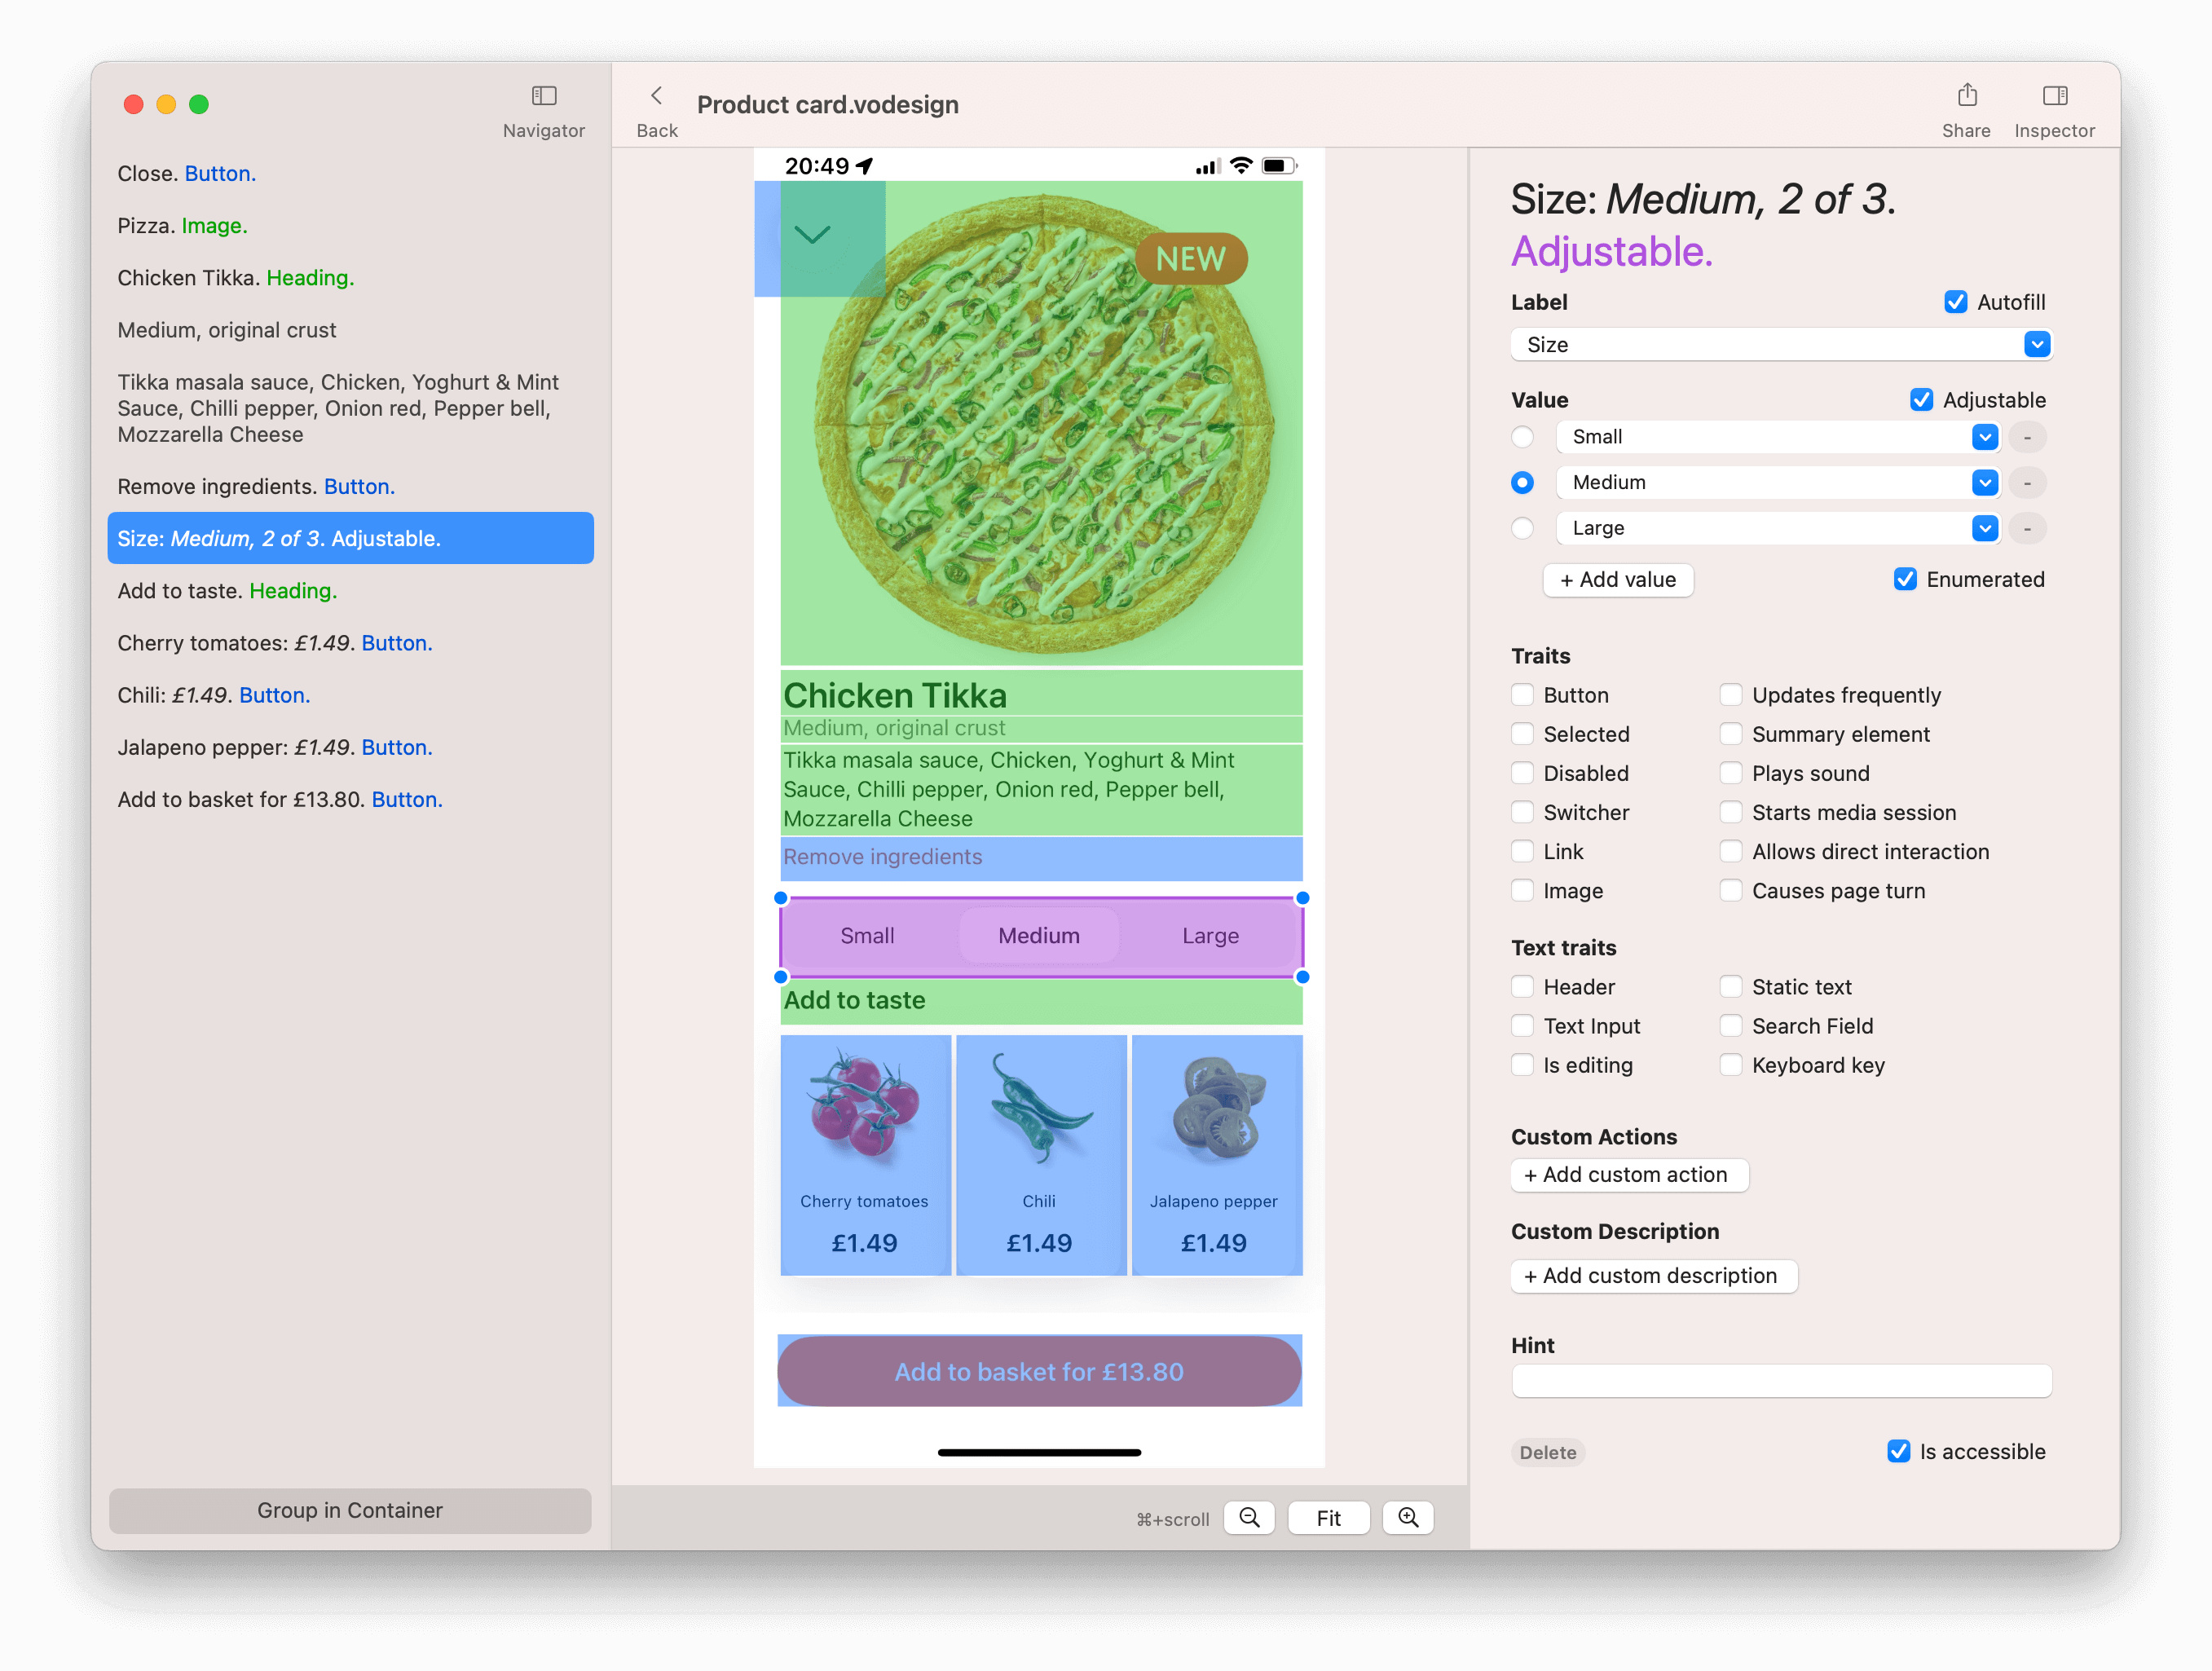 Navigator
Back
Product card.vodesign
Share
Inspector
Close. Button.
Pizza. Image.
Chicken Tikka. Heading.
Medium, original crust
Tikka masala sauce, Chicken, Yoghurt & Mint
Sauce, Chilli pepper, Onion red, Pepper bell,
Mozzarella Cheese
Remove ingredients. Button.
Size: Medium, 2 of 3. Adjustable.
Add to taste. Heading.
Cherry tomatoes: £1.49. Button.
Chili: £1.49. Button.
Jalapeno pepper: £1.49. Button.
Add to basket for £13.80. Button.
Group in Container
20:49
NEW
Chicken Tikka
Medium, original crust
Tikka masala sauce, Chicken, Yoghurt & Mint
Sauce, Chilli pepper, Onion red, Pepper bell,
Mozzarella Cheese
Remove ingredients
Small Medium Large
Add to taste
Cherry tomatoes Chili Jalapeno pepper
£1.49 £1.49 £1.49
Add to basket for £13.80
⌘+scroll Fit
Size: Medium, 2 of 3.
Adjustable.
Label Autofill
Size
Value Adjustable
Small -
Medium -
Large -
+ Add value Enumerated
Traits
Button Updates frequently
Selected Summary element
Disabled Plays sound
Switcher Starts media session
Link Allows direct interaction
Image Causes page turn
Text traits
Header Static text
Text Input Search Field
Is editing Keyboard key
Custom Actions
+ Add custom action
Custom Description
+ Add custom description
Hint
Delete Is accessible